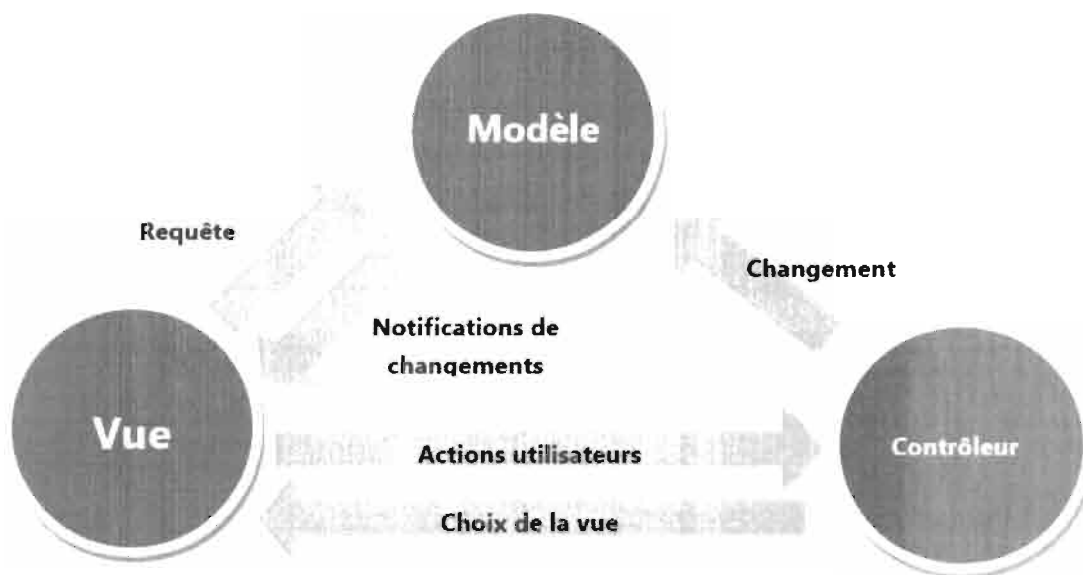 Modèle
Requête
Changement
Notifications de
changements
Vue
Actions utilisateurs
Contrôleur
Choix de la vue